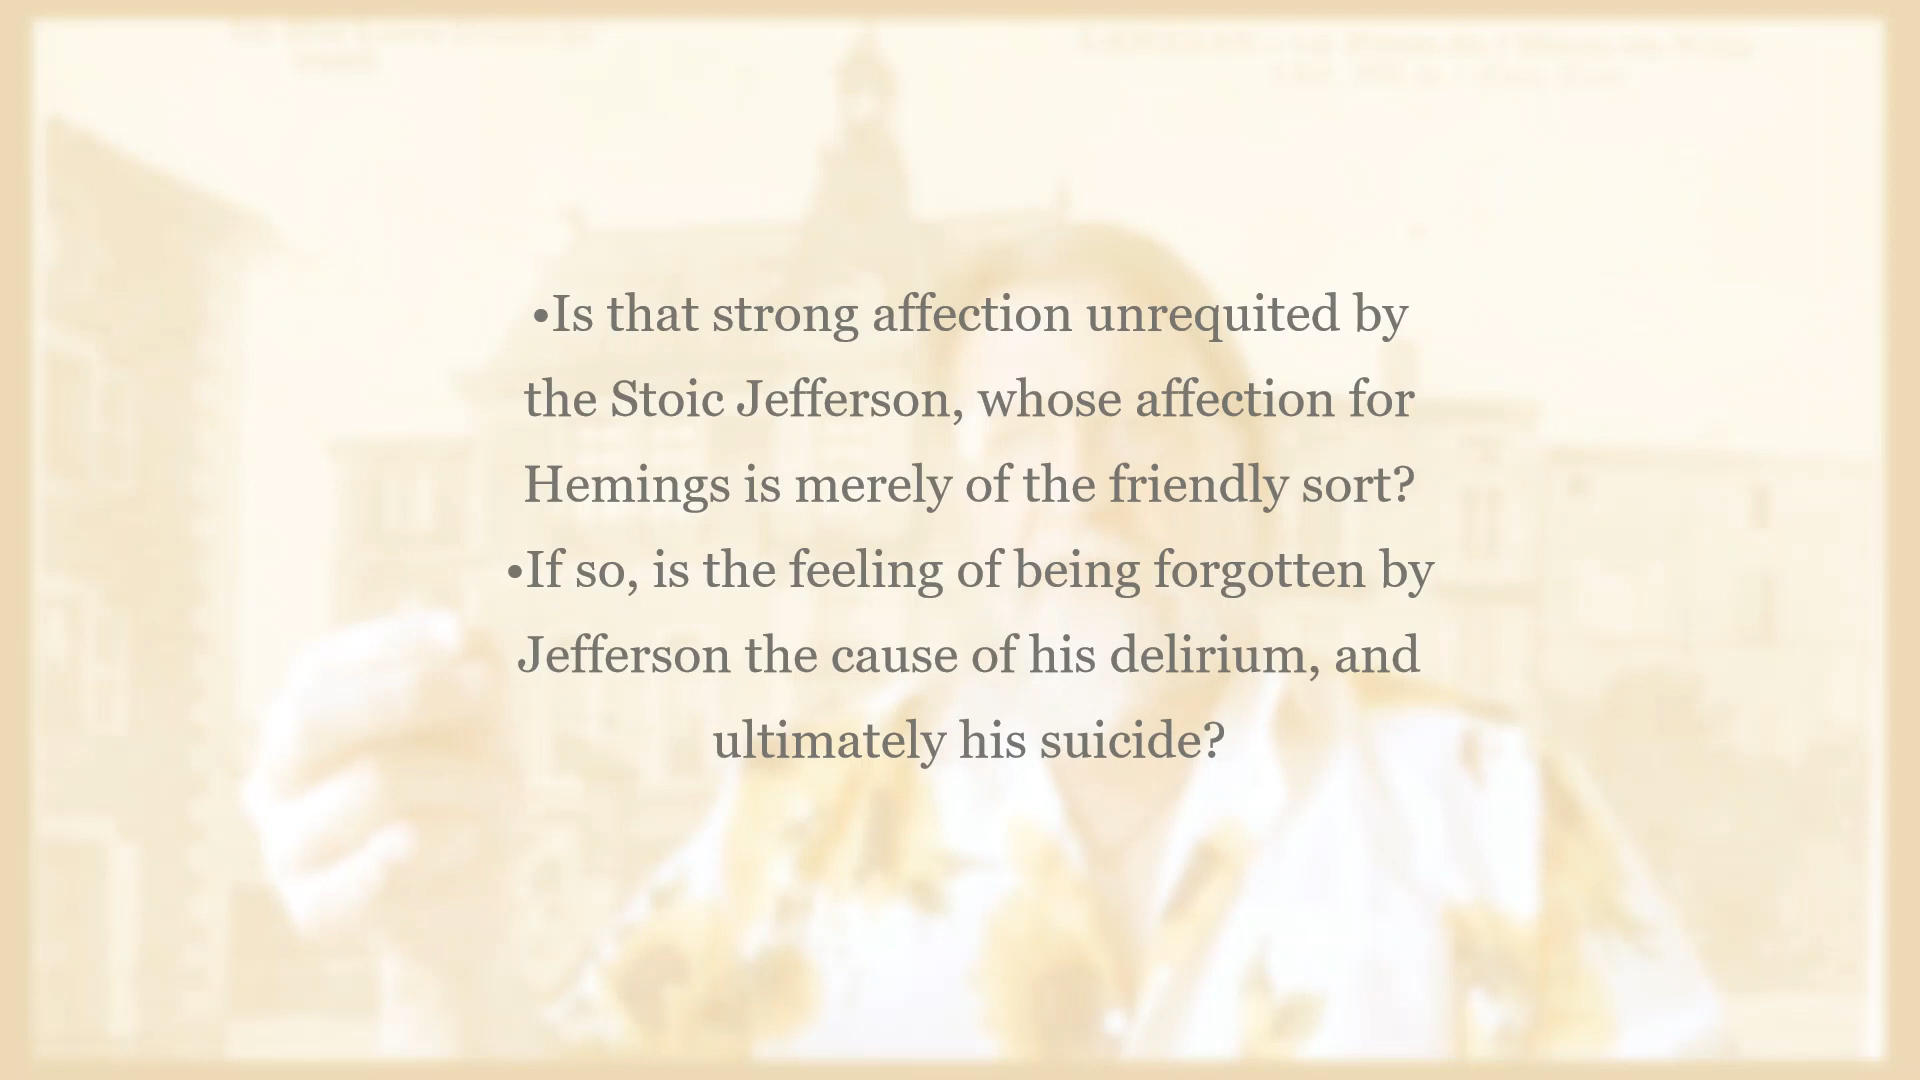 •Is that strong affection unrequited by
the Stoic Jefferson, whose affection for
Hemings is merely of the friendly sort?
•If so, is the feeling of being forgotten by
Jefferson the cause of his delirium, and
ultimately his suicide?